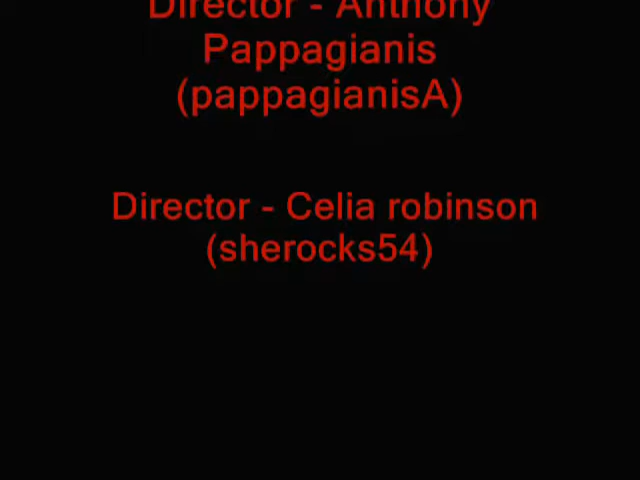 Director - Anthony
Pappagianis
(pappagianisA)
Director - Celia robinson
(sherocks54)